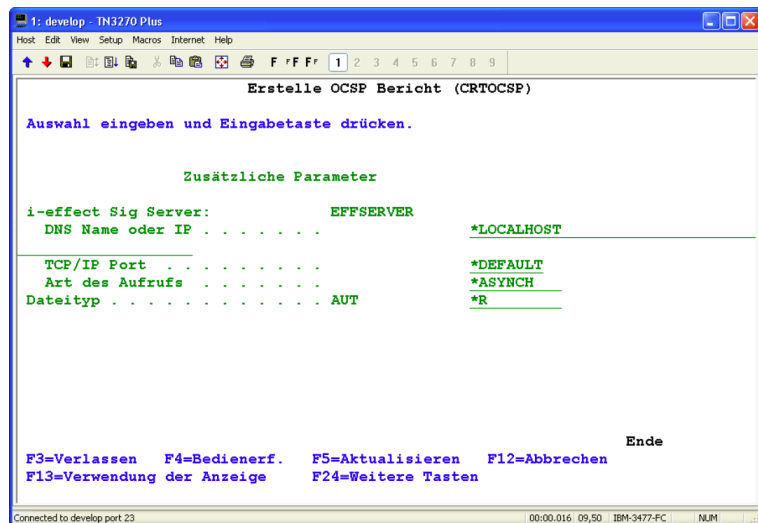 1: develop - TN3270 Plus
Host Edit View Setup Macros Internet Help
F FF FF 1 2 3 4 5 6 7 8 9
Erstelle OCSP Bericht (CRTOCSP)
Auswahl eingeben und Eingabetaste drücken.
Zusätzliche Parameter
i-effect Sig Server: EFFSERVER
DNS Name oder IP . . . . . . . *LOCALHOST
TCP/IP Port . . . . . . . . . *DEFAULT
Art des Aufrufs . . . . . . . *ASYNCH
Dateityp . . . . . . . . . . . . AUT *R
Ende
F3=Verlassen F4=Bedienerf. F5=Aktualisieren F12=Abbrechen
F13=Verwendung der Anzeige F24=Weitere Tasten
Connected to develop port 23 00:00.016 09,50 IBM-3477-FC NUM